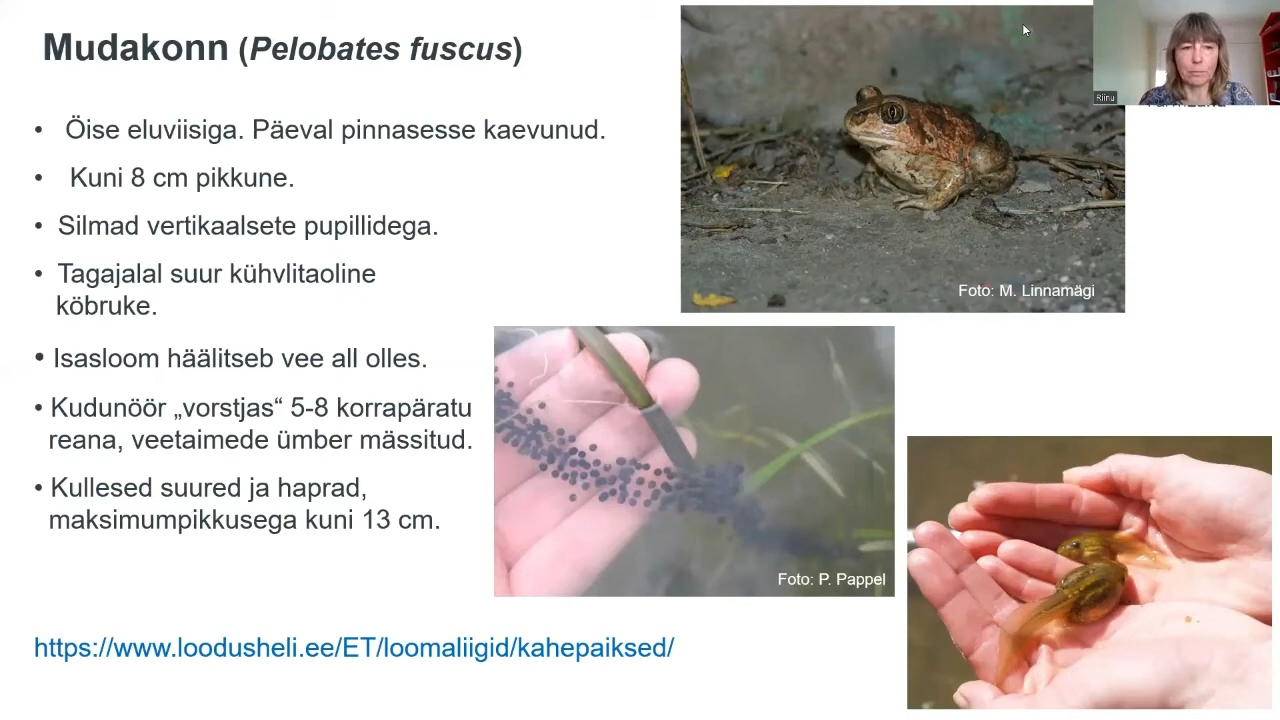 Mudakonn (Pelobates fuscus)
• Öise eluviisiga. Päeval pinnasesse kaevunud.
• Kuni 8 cm pikkune.
• Silmad vertikaalsete pupillidega.
• Tagajalal suur kühvlitaoline
köbruke.
• Isasloom häälitseb vee all olles.
• Kudunöör „vorstjas“ 5-8 korrapäratu
reana, veetaimede ümber mässitud.
• Kullesed suured ja haprad,
maksimumpikkusega kuni 13 cm.
https://www.loodusheli.ee/ET/loomaliigid/kahepaiksed/
Foto: M. Linnamägi
Foto: P. Pappel
Riinu